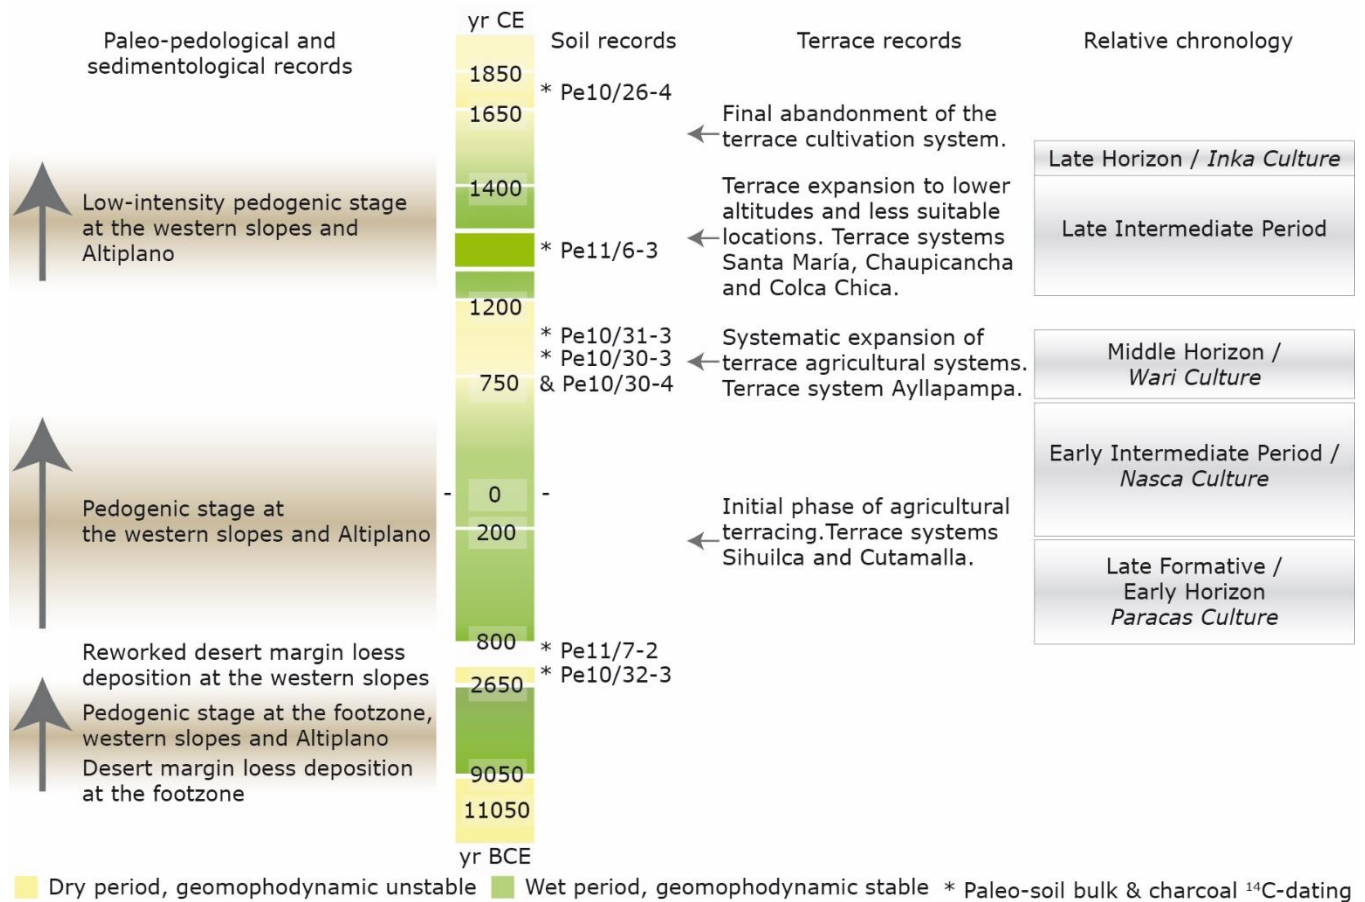 yr CE
Paleo-pedological and
sedimentological records
Soil records
Terrace records
Relative chronology
1850
* Pe10/26-4
1650
Final abandonment of the
terrace cultivation system.
Late Horizon / Inka Culture
Low-intensity pedogenic stage
at the western slopes and
Altiplano
1400
Terrace expansion to lower
altitudes and less suitable
locations. Terrace systems
Santa María, Chaupicancha
and Colca Chica.
Late Intermediate Period
* Pe11/6-3
1200
* Pe10/31-3
* Pe10/30-3
& Pe10/30-4
Systematic expansion of
terrace agricultural systems.
Terrace system Ayllapampa.
Middle Horizon /
Wari Culture
750
Early Intermediate Period /
Nasca Culture
Pedogenic stage at
the western slopes and Altiplano
- 0 -
200
Initial phase of agricultural
terracing.Terrace systems
Sihuilca and Cutamalla.
Late Formative /
Early Horizon
Paracas Culture
800
* Pe11/7-2
Reworked desert margin loess
deposition at the western slopes
* Pe10/32-3
2650
Pedogenic stage at the footzone,
western slopes and Altiplano
Desert margin loess deposition
at the footzone
9050
11050
yr BCE
Dry period, geomophodynamic unstable
Wet period, geomophodynamic stable
* Paleo-soil bulk & charcoal ¹⁴C-dating